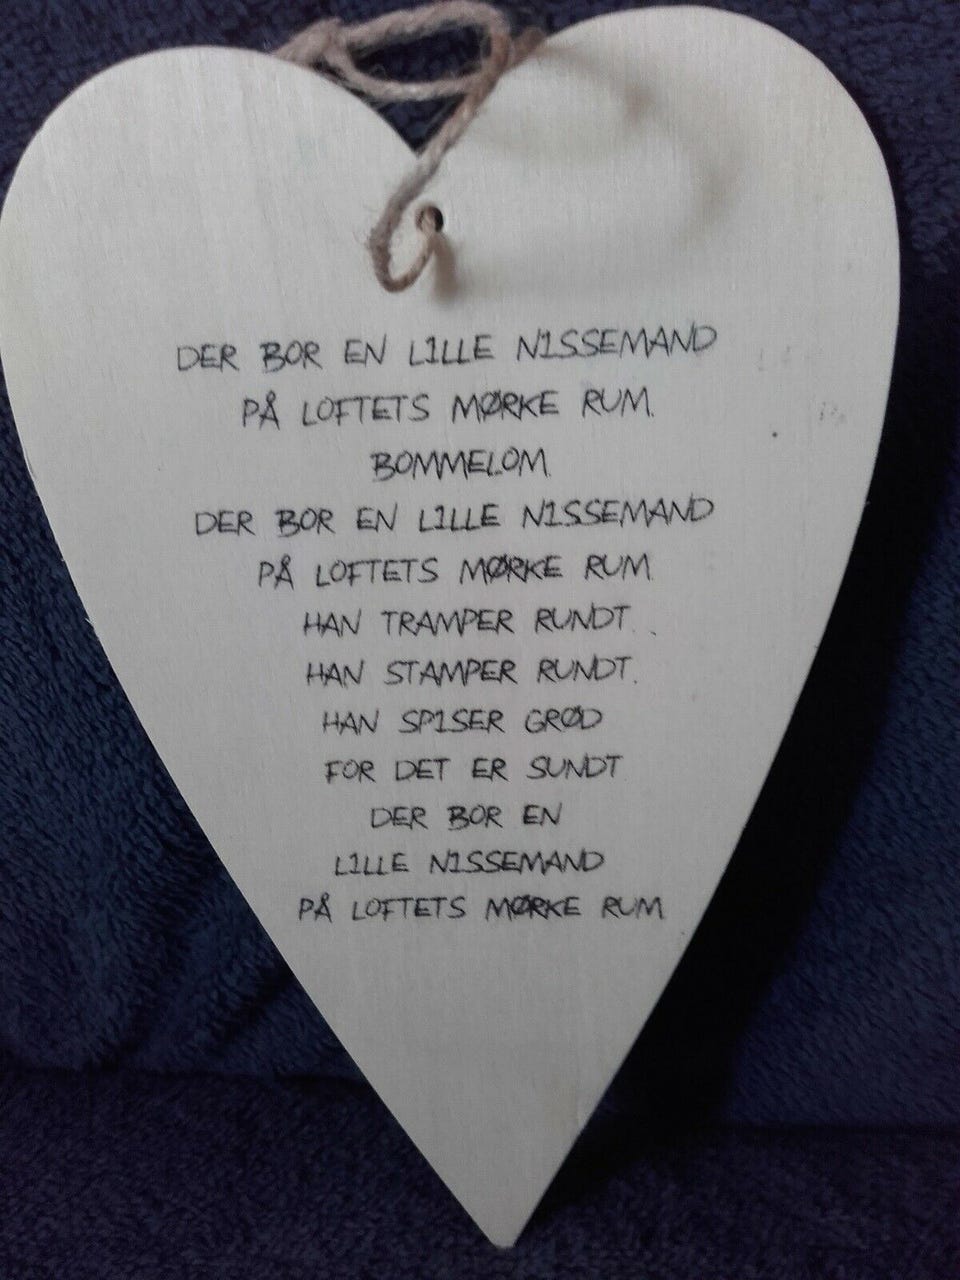 DER BOR EN LILLE NISSEMAND
PÅ LOFTETS MØRKE RUM.
BOMMELOM.
DER BOR EN LILLE NISSEMAND
PÅ LOFTETS MØRKE RUM.
HAN TRAMPER RUNDT..
HAN STAMPER RUNDT.
HAN SPISER GRØD
FOR DET ER SUNDT
DER BOR EN
LILLE NISSEMAND
PÅ LOFTETS MØRKE RUM.